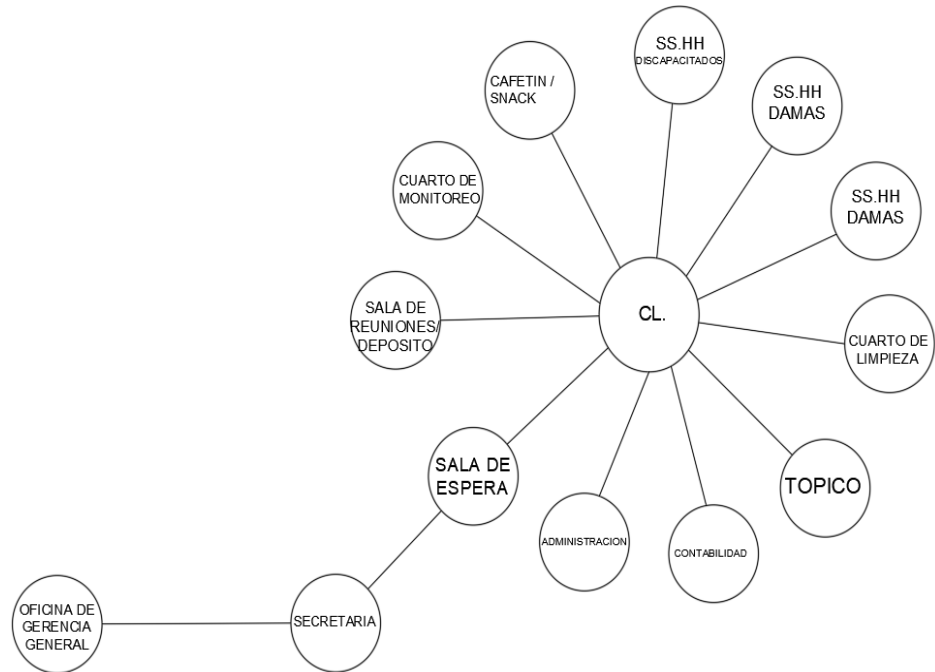 SS.HH
DISCAPACITADOS
CAFETIN /
SNACK
SS.HH
DAMAS
CUARTO DE
MONITOREO
SS.HH
DAMAS
SALA DE
REUNIONES/
DEPOSITO
CL.
CUARTO DE
LIMPIEZA
SALA DE
ESPERA
TOPICO
ADMINISTRACION
CONTABILIDAD
OFICINA DE
GERENCIA
GENERAL
SECRETARIA